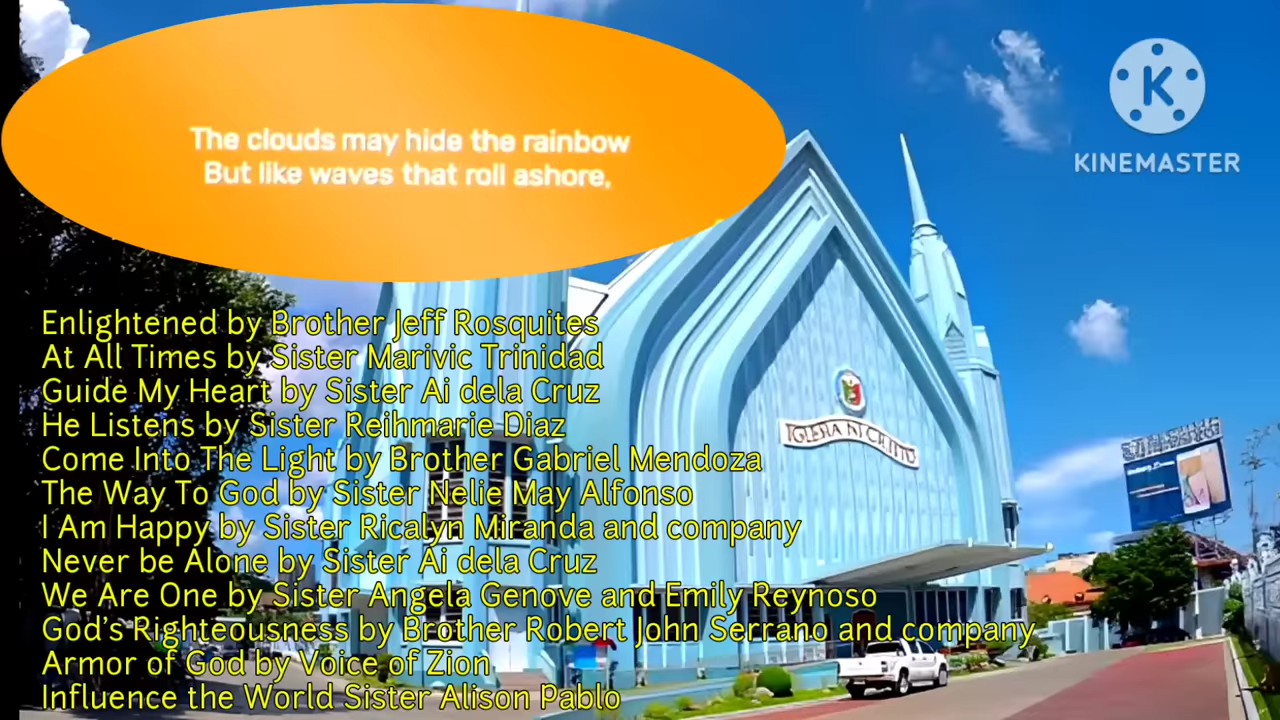 The clouds may hide the rainbow
But like waves that roll ashore,
KINEMASTER
IGLESIA NI CRISTO
Enlightened by Brother Jeff Rosquites
At All Times by Sister Marivic Trinidad
Guide My Heart by Sister Ai dela Cruz
He Listens by Sister Reihmarie Diaz
Come Into The Light by Brother Gabriel Mendoza
The Way To God by Sister Nelie May Alfonso
I Am Happy by Sister Ricalyn Miranda and company
Never be Alone by Sister Ai dela Cruz
We Are One by Sister Angela Genove and Emily Reynoso
God's Righteousness by Brother Robert John Serrano and company
Armor of God by Voice of Zion
Influence the World Sister Alison Pablo